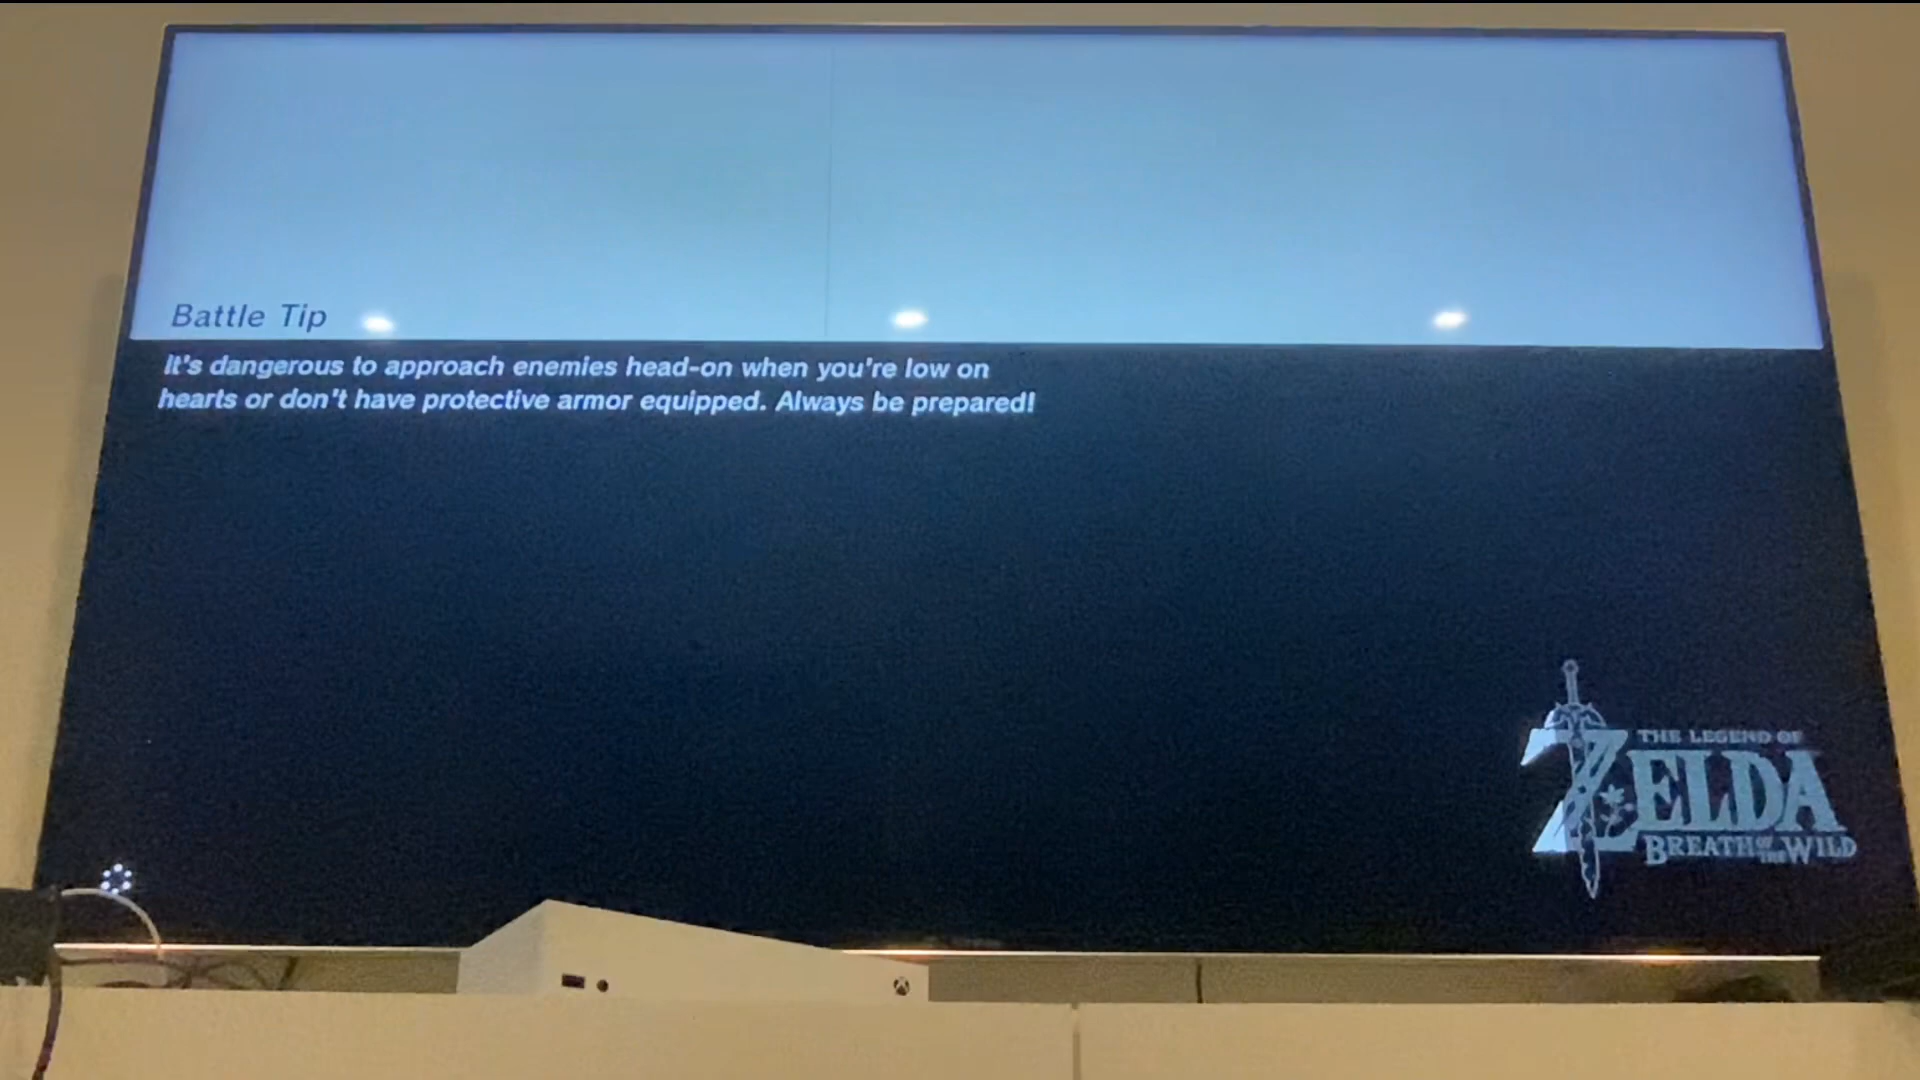 Battle Tip
It's dangerous to approach enemies head-on when you're low on
hearts or don't have protective armor equipped. Always be prepared!
THE LEGEND OF
ZELDA
BREATH OF THE WILD